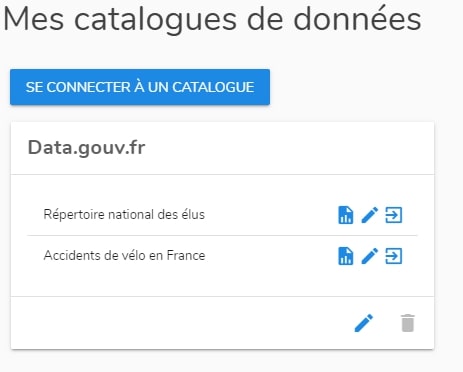 Mes catalogues de données
SE CONNECTER À UN CATALOGUE
Data.gouv.fr
Répertoire national des élus
Accidents de vélo en France